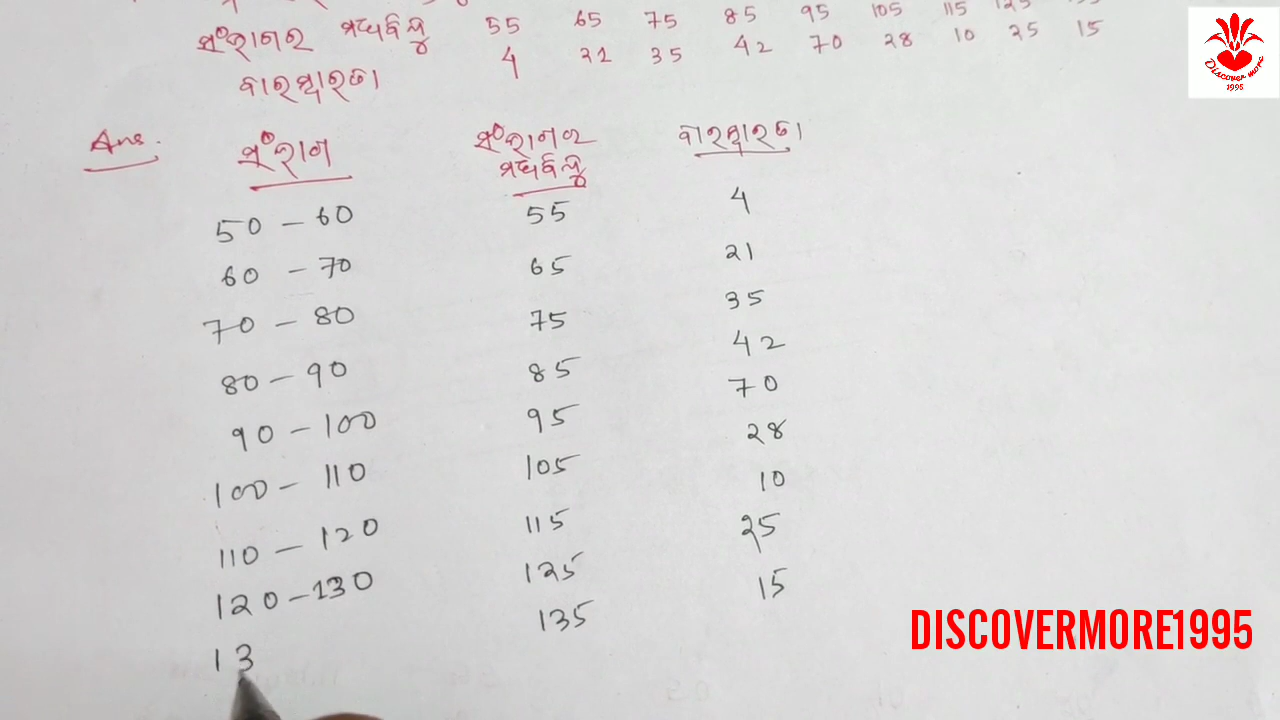 ସଂଭାଗର ମଧ୍ୟବିନ୍ଦୁ 55 65 75 85 95 105 115 125
ବାରମ୍ବାରତା 4 21 35 42 70 28 10 25 15
Ans. ସଂଭାଗ ସଂଭାଗର ମଧ୍ୟବିନ୍ଦୁ ବାରମ୍ବାରତା
50 – 60 55 4
60 – 70 65 21
70 – 80 75 35
80 – 90 85 42
90 – 100 95 70
100 – 110 105 28
110 – 120 115 10
120 – 130 125 25
13 135 15
Discover more
1995
DISCOVERMORE1995